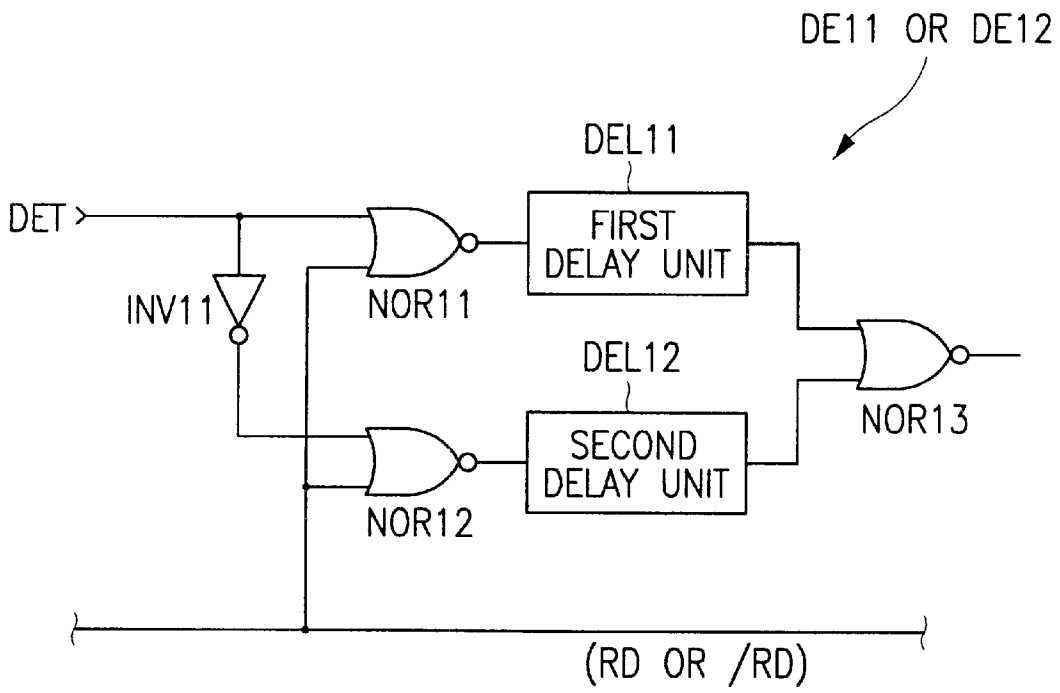 DE11 OR DE12
DEL11
DET
FIRST
DELAY UNIT
INV11
NOR11
DEL12
NOR13
SECOND
DELAY UNIT
NOR12
(RD OR /RD)